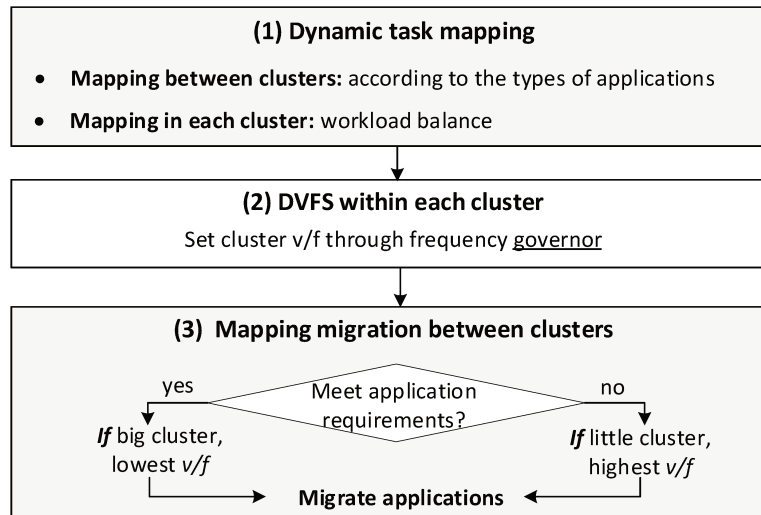 (1) Dynamic task mapping
• Mapping between clusters: according to the types of applications
• Mapping in each cluster: workload balance
(2) DVFS within each cluster
Set cluster v/f through frequency governor
(3) Mapping migration between clusters
yes
Meet application
requirements?
no
If big cluster,
lowest v/f
If little cluster,
highest v/f
Migrate applications